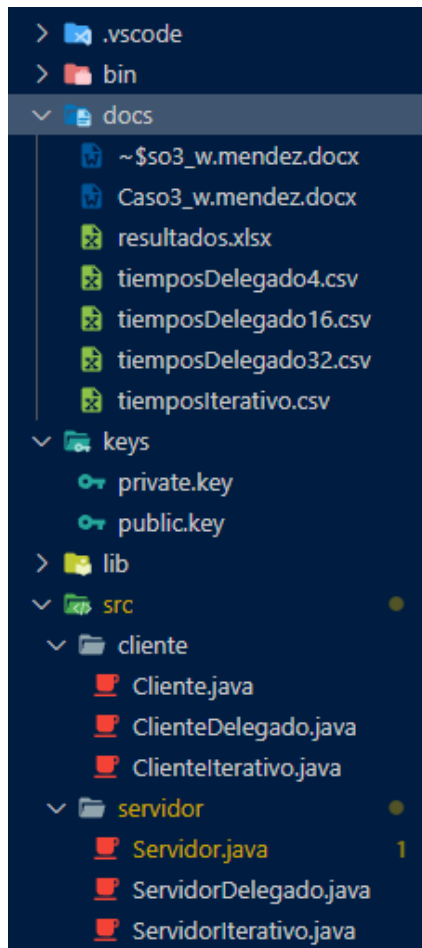 .vscode
bin
docs
~$so3_w.mendez.docx
Caso3_w.mendez.docx
resultados.xlsx
tiemposDelegado4.csv
tiemposDelegado16.csv
tiemposDelegado32.csv
tiemposIterativo.csv
keys
private.key
public.key
lib
src
cliente
Cliente.java
ClienteDelegado.java
ClienteIterativo.java
servidor
Servidor.java 1
ServidorDelegado.java
ServidorIterativo.java